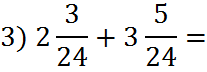 3) 2 3/24 + 3 5/24 =